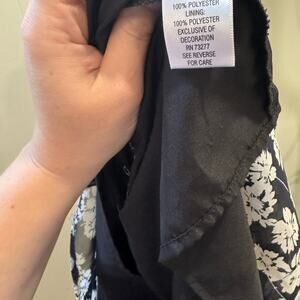 100% POLYESTER
LINING:
100% POLYESTER
EXCLUSIVE OF
DECORATION
RN 73277
SEE REVERSE
FOR CARE